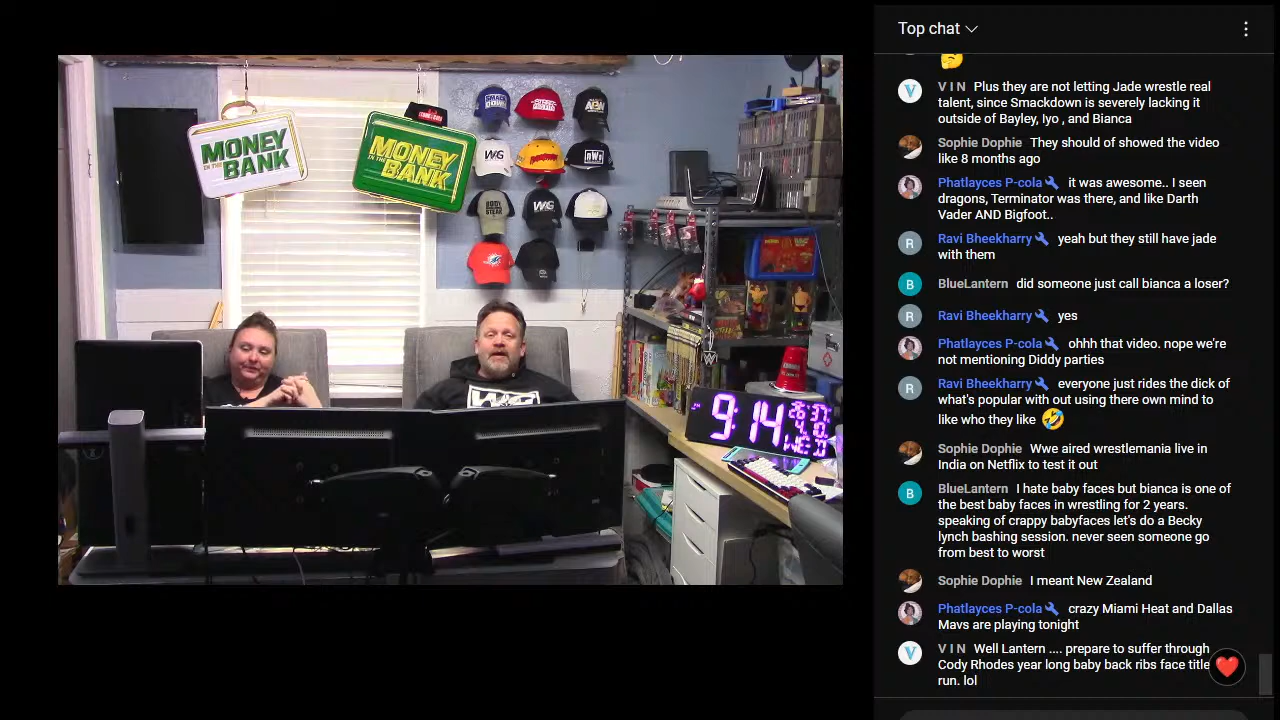 Top chat
V I N Plus they are not letting Jade wrestle real
talent, since Smackdown is severely lacking it
outside of Bayley, Iyo , and Bianca
Sophie Dophie They should of showed the video
like 8 months ago
Phatlayces P-cola it was awesome.. I seen
dragons, Terminator was there, and like Darth
Vader AND Bigfoot..
R
Ravi Bheekharry yeah but they still have jade
with them
B
BlueLantern did someone just call bianca a loser?
R
Ravi Bheekharry yes
Phatlayces P-cola ohhh that video. nope we're
not mentioning Diddy parties
R
Ravi Bheekharry everyone just rides the dick of
what's popular with out using there own mind to
like who they like 🤣
Sophie Dophie Wwe aired wrestlemania live in
India on Netflix to test it out
B
BlueLantern I hate baby faces but bianca is one of
the best baby faces in wrestling for 2 years.
speaking of crappy babyfaces let's do a Becky
lynch bashing session. never seen someone go
from best to worst
Sophie Dophie I meant New Zealand
Phatlayces P-cola crazy Miami Heat and Dallas
Mavs are playing tonight
V I N Well Lantern .... prepare to suffer through
Cody Rhodes year long baby back ribs face title
run. lol
MONEY
IN THE BANK
MONEY
IN THE BANK
W4G
nWo
W4G
9:14
WED